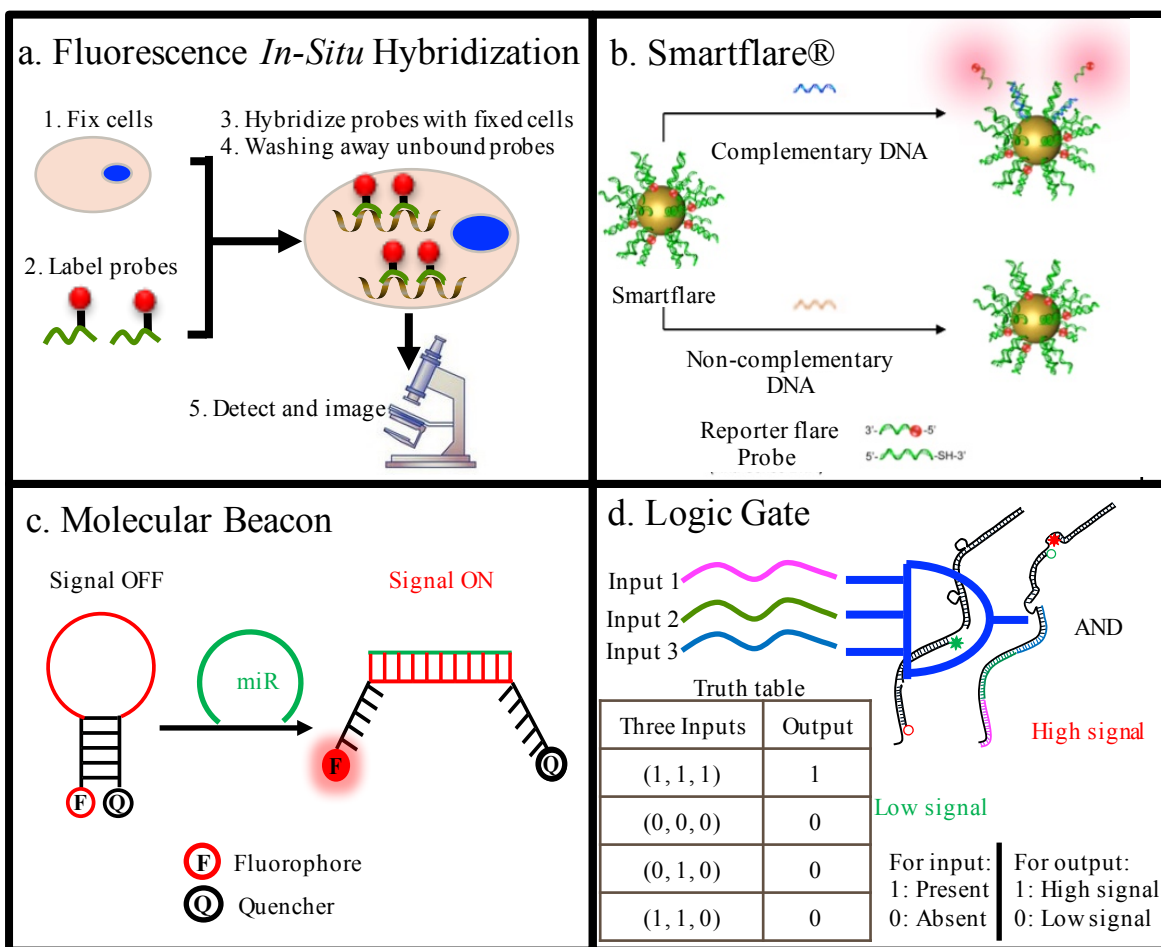 a. Fluorescence In-Situ Hybridization
1. Fix cells
3. Hybridize probes with fixed cells
4. Washing away unbound probes
2. Label probes
5. Detect and image
b. Smartflare®
Complementary DNA
Smartflare
Non-complementary
DNA
Reporter flare
3'- -5'
Probe
5'- -SH-3'
c. Molecular Beacon
Signal OFF
Signal ON
miR
F
Q
F
Q
F Fluorophore
Q Quencher
d. Logic Gate
Input 1
Input 2
Input 3
AND
High signal
Low signal
Truth table
Three Inputs Output
(1, 1, 1) 1
(0, 0, 0) 0
(0, 1, 0) 0
(1, 1, 0) 0
For input:
1: Present
0: Absent
For output:
1: High signal
0: Low signal